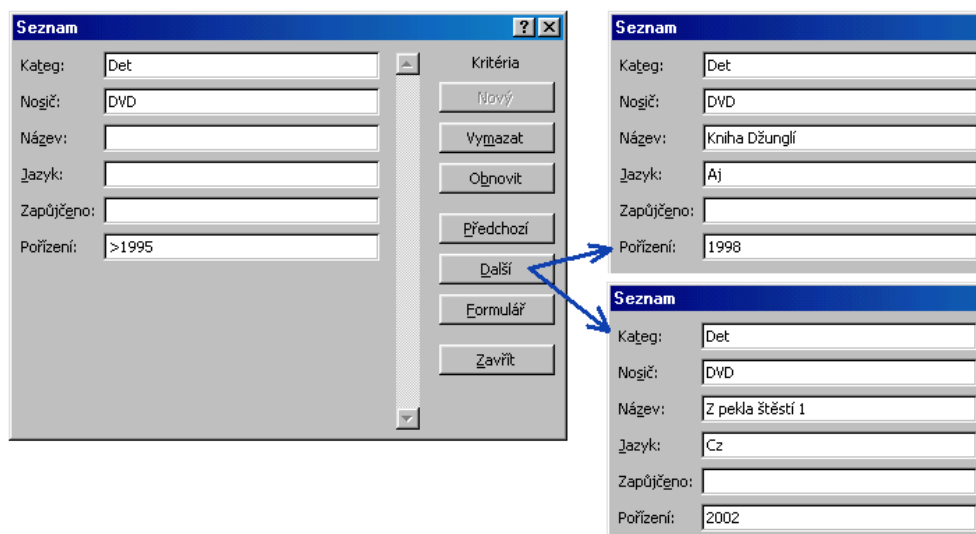 Seznam
Kateg: Det
Nosič: DVD
Název:
Jazyk:
Zapůjčeno:
Pořízení: >1995
Kritéria
Nový
Vymazat
Obnovit
Předchozí
Další
Formulář
Zavřít
Seznam
Kateg: Det
Nosič: DVD
Název: Kniha Džunglí
Jazyk: Aj
Zapůjčeno:
Pořízení: 1998
Seznam
Kateg: Det
Nosič: DVD
Název: Z pekla štěstí 1
Jazyk: Cz
Zapůjčeno:
Pořízení: 2002